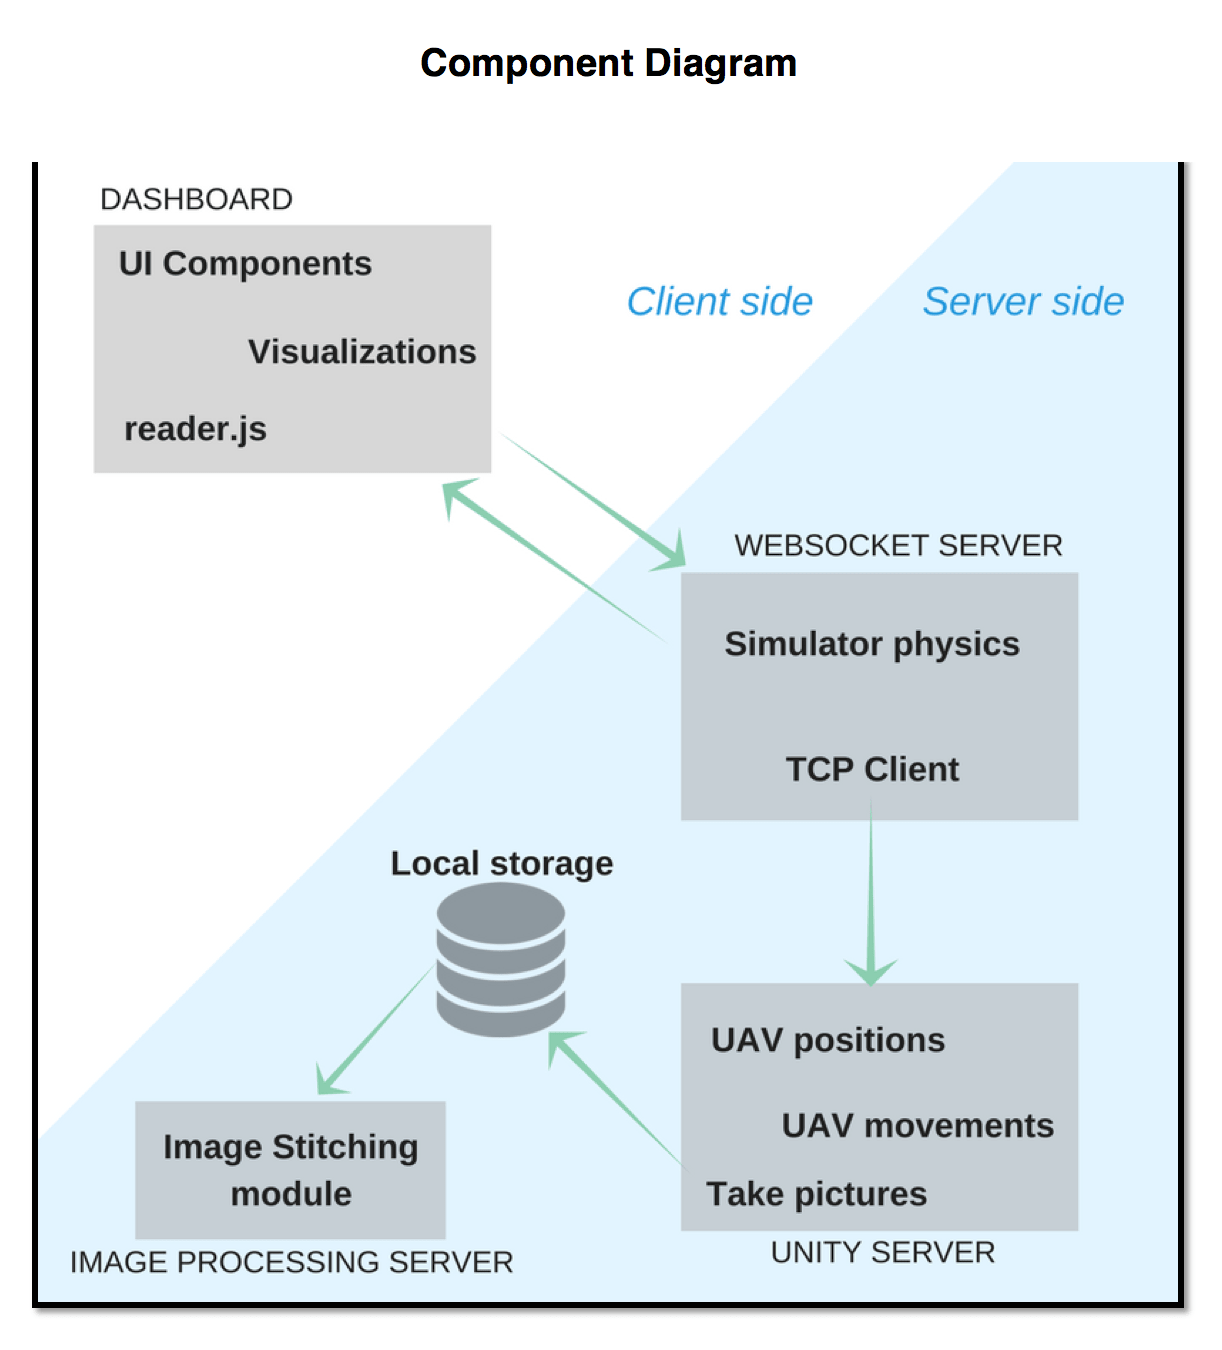 Component Diagram
DASHBOARD
UI Components
Visualizations
reader.js
Client side
Server side
WEBSOCKET SERVER
Simulator physics
TCP Client
Local storage
UAV positions
UAV movements
Take pictures
UNITY SERVER
Image Stitching
module
IMAGE PROCESSING SERVER